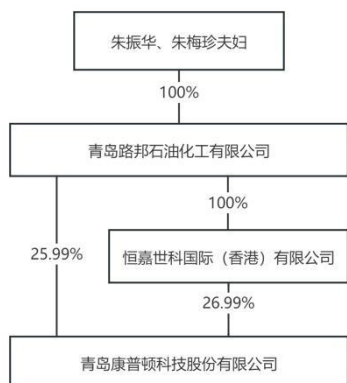 朱振华、朱梅珍夫妇
100%
青岛路邦石油化工有限公司
100%
25.99%
恒嘉世科国际（香港）有限公司
26.99%
青岛康普顿科技股份有限公司